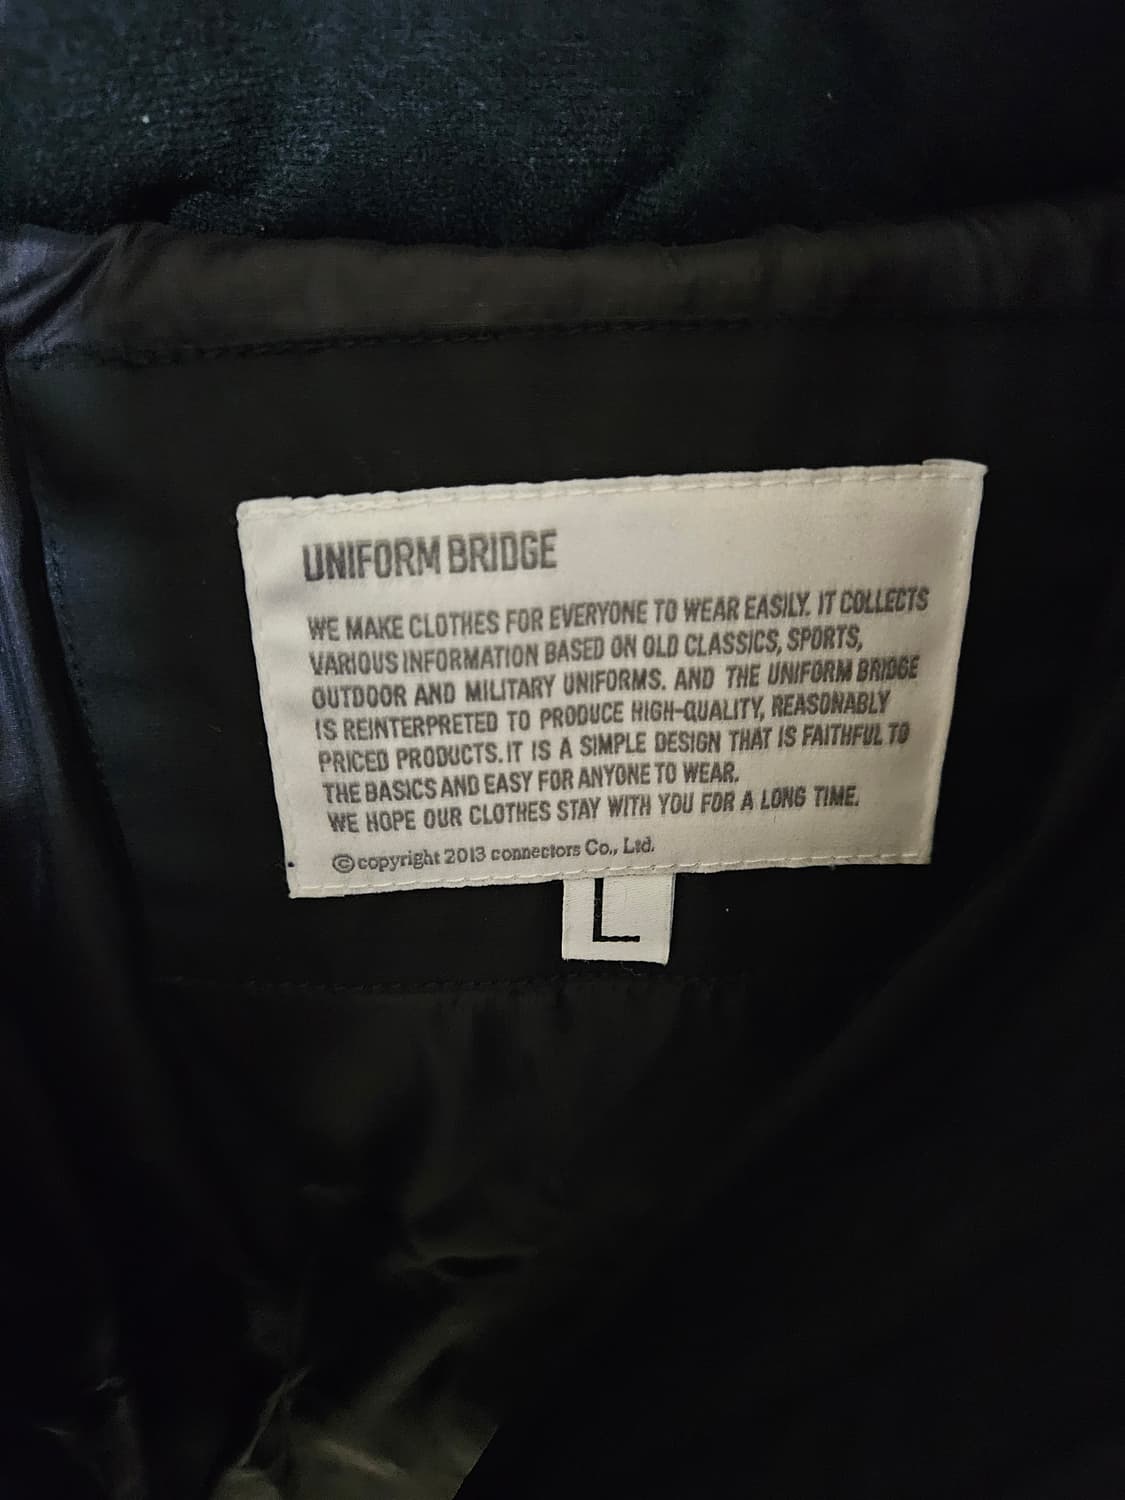 UNIFORM BRIDGE
WE MAKE CLOTHES FOR EVERYONE TO WEAR EASILY. IT COLLECTS
VARIOUS INFORMATION BASED ON OLD CLASSICS, SPORTS,
OUTDOOR AND MILITARY UNIFORMS. AND THE UNIFORM BRIDGE
IS REINTERPRETED TO PRODUCE HIGH-QUALITY, REASONABLY
PRICED PRODUCTS. IT IS A SIMPLE DESIGN THAT IS FAITHFUL TO
THE BASICS AND EASY FOR ANYONE TO WEAR.
WE HOPE OUR CLOTHES STAY WITH YOU FOR A LONG TIME.
©copyright 2013 connectors Co., Ltd.
L